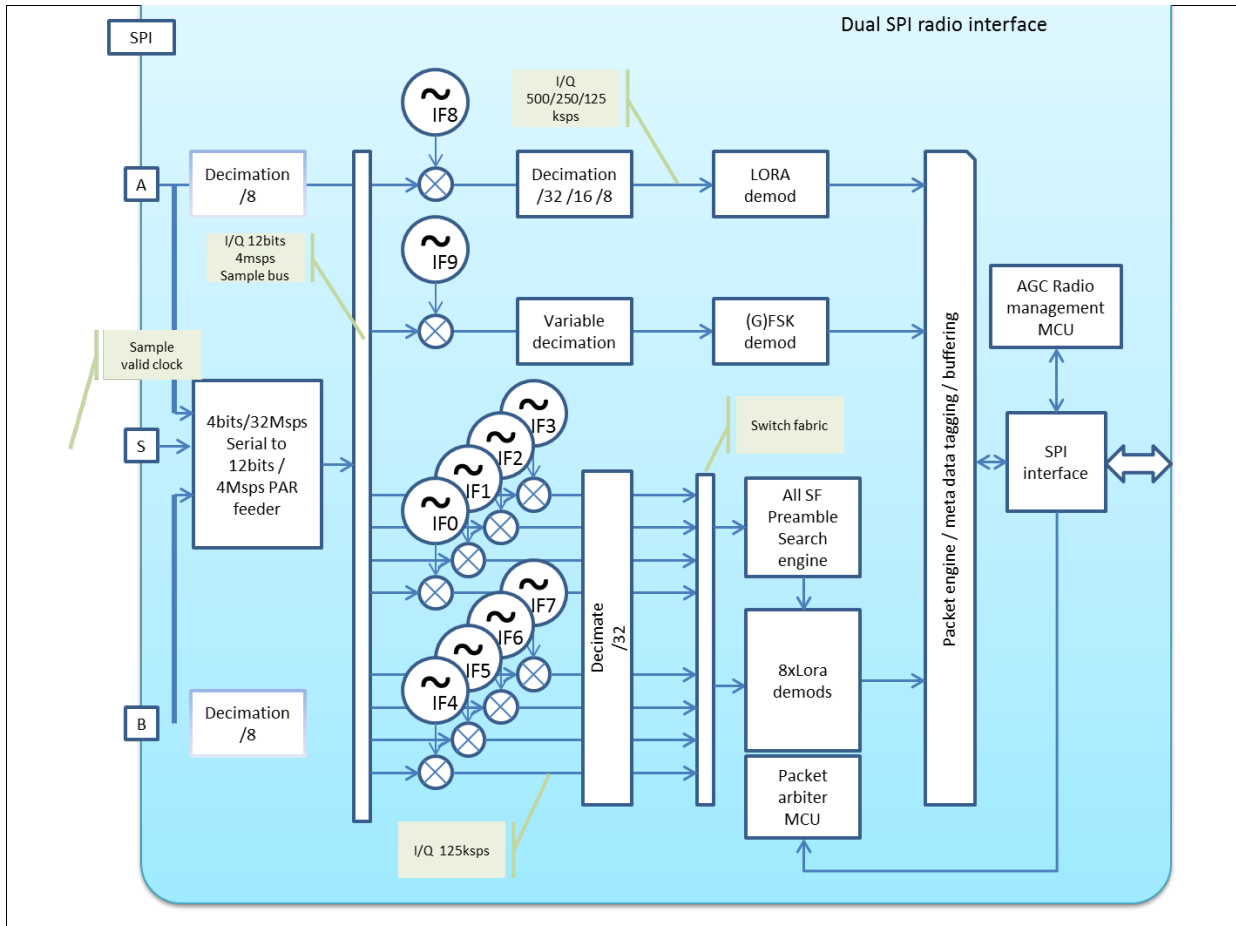 Dual SPI radio interface
SPI
IF8
I/Q
500/250/125
ksps
A
Decimation
/8
Decimation
/32 /16 /8
LORA
demod
I/Q 12bits
4msps
Sample bus
IF9
Variable
decimation
(G)FSK
demod
AGC Radio
management
MCU
Sample
valid clock
S
4bits/32Msps
Serial to
12bits /
4Msps PAR
feeder
IF3
IF2
IF1
IF0
Switch fabric
All SF
Preamble
Search
engine
SPI
interface
Packet engine / meta data tagging / buffering
Decimate
/32
IF7
IF6
IF5
IF4
8xLora
demods
B
Decimation
/8
Packet
arbiter
MCU
I/Q 125ksps